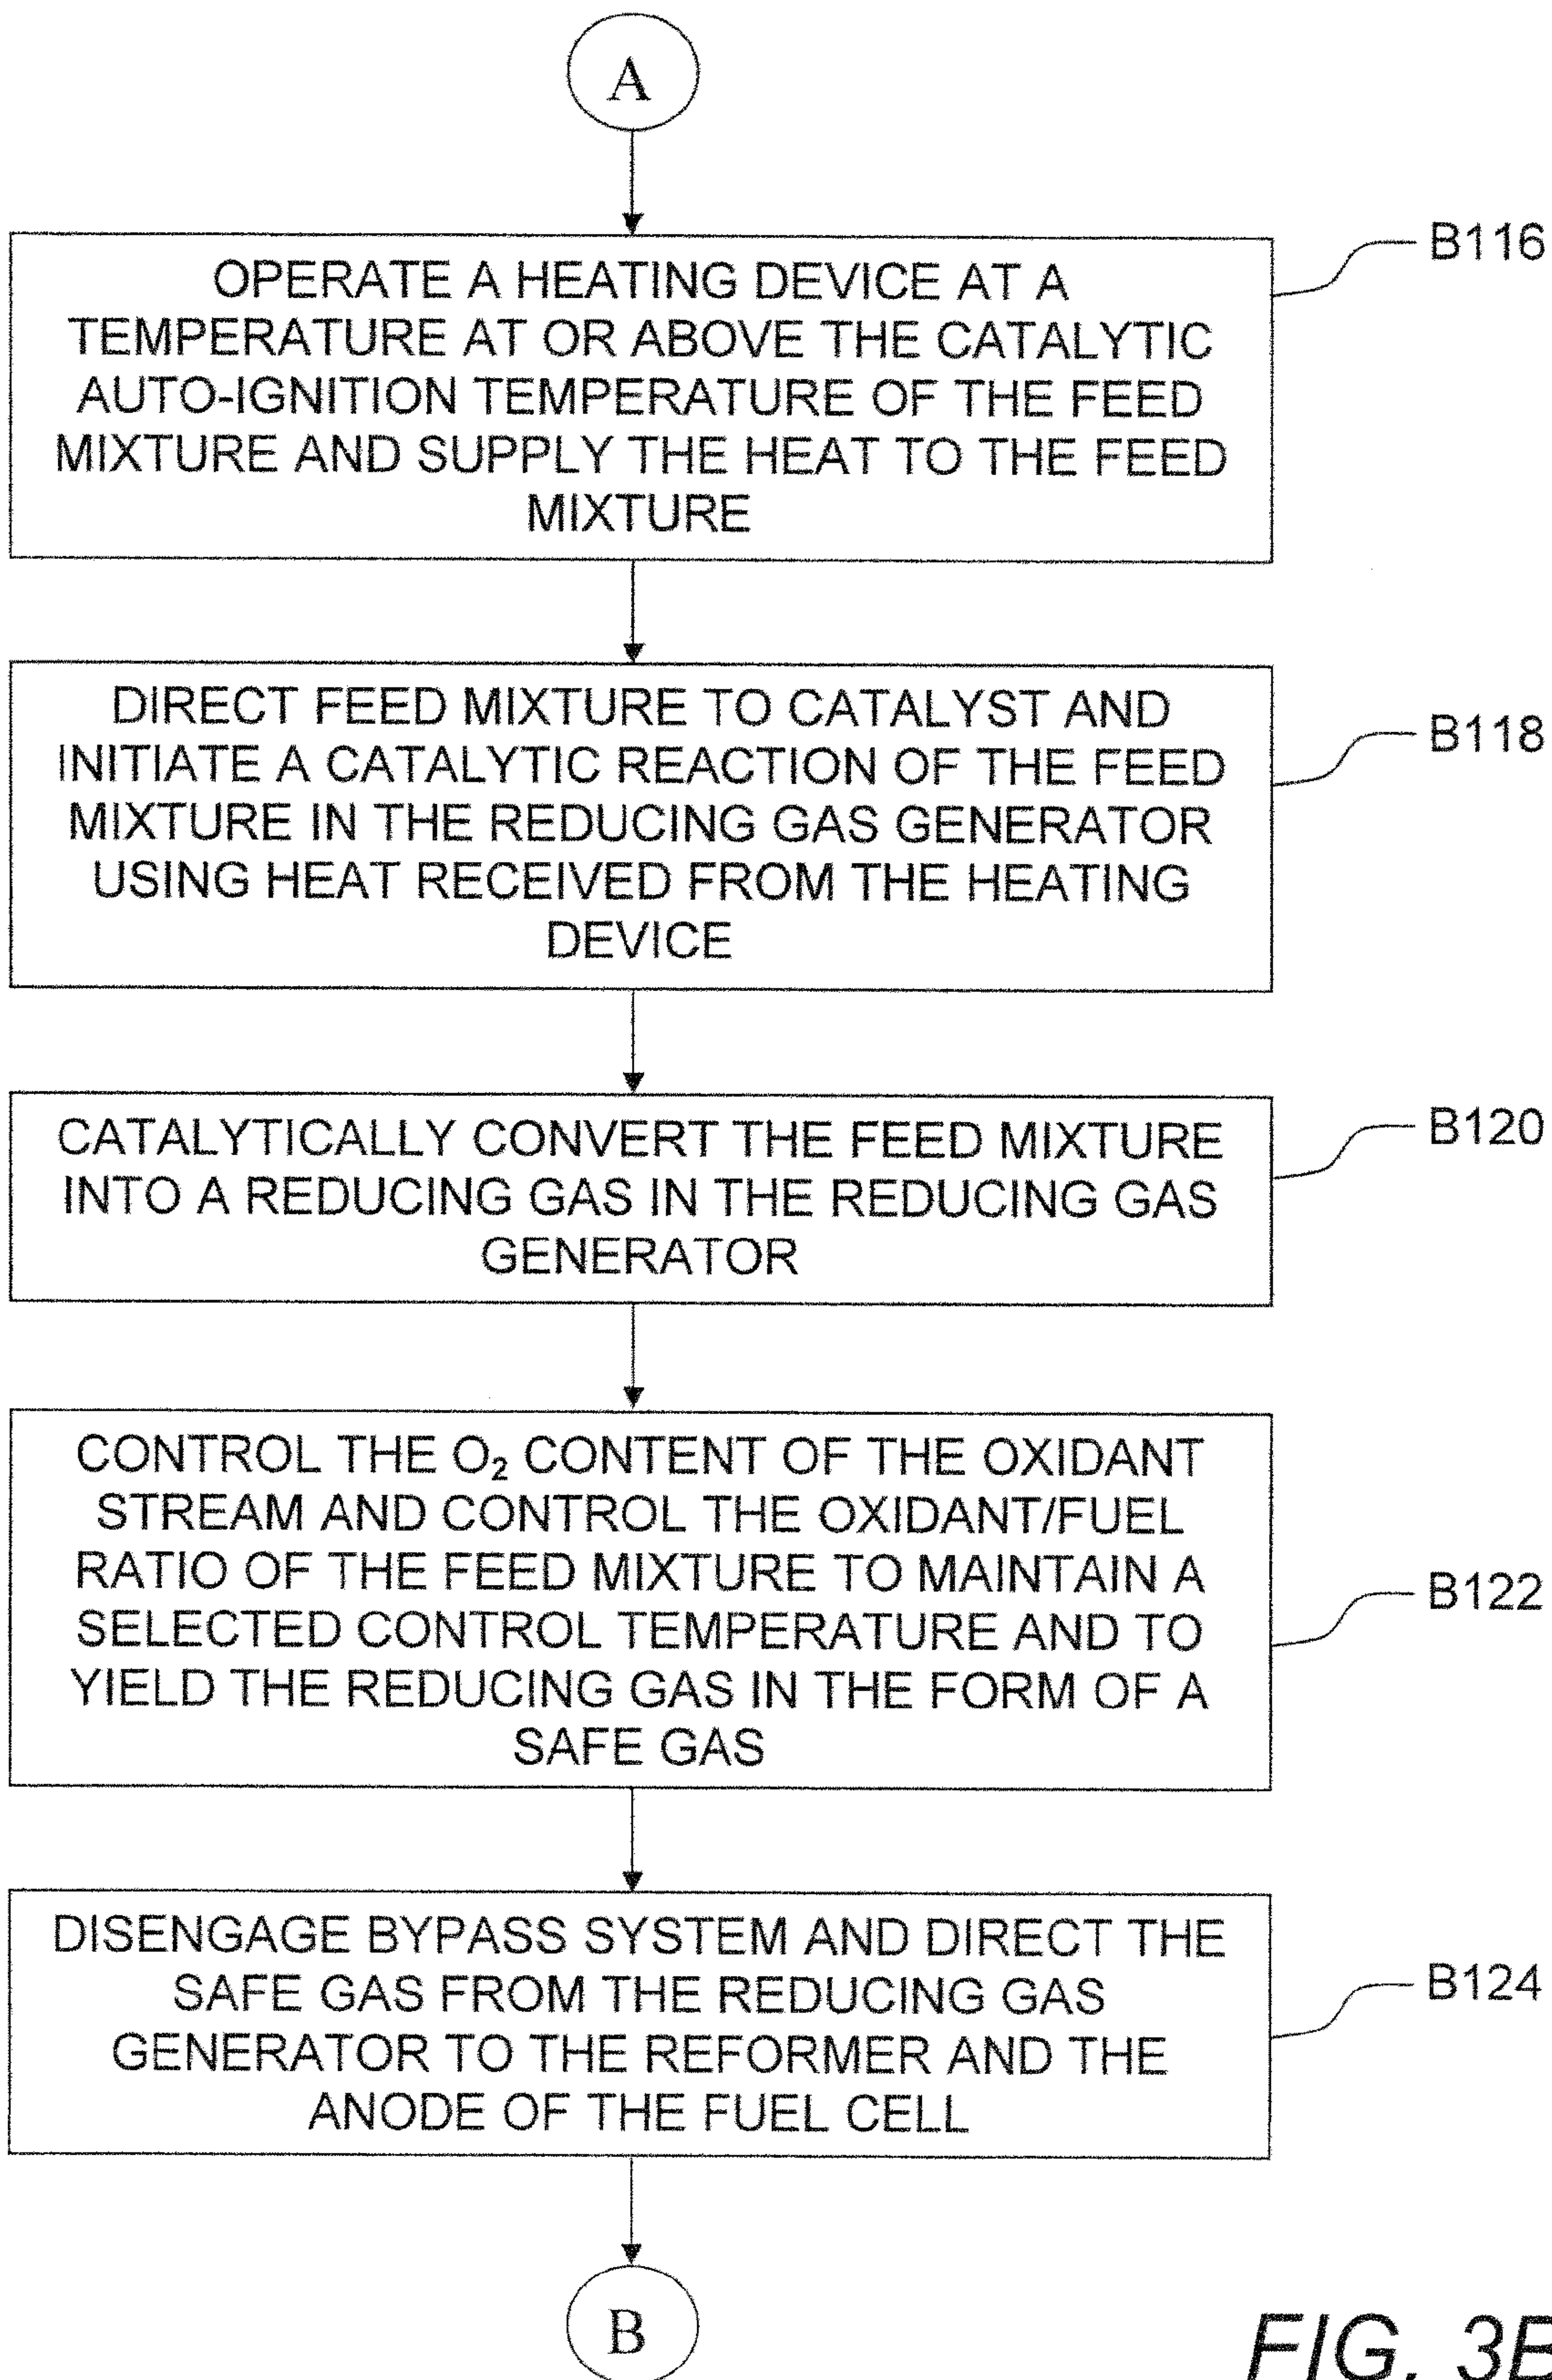 A
OPERATE A HEATING DEVICE AT A
TEMPERATURE AT OR ABOVE THE CATALYTIC
AUTO-IGNITION TEMPERATURE OF THE FEED
MIXTURE AND SUPPLY THE HEAT TO THE FEED
MIXTURE
B116
DIRECT FEED MIXTURE TO CATALYST AND
INITIATE A CATALYTIC REACTION OF THE FEED
MIXTURE IN THE REDUCING GAS GENERATOR
USING HEAT RECEIVED FROM THE HEATING
DEVICE
B118
CATALYTICALLY CONVERT THE FEED MIXTURE
INTO A REDUCING GAS IN THE REDUCING GAS
GENERATOR
B120
CONTROL THE O₂ CONTENT OF THE OXIDANT
STREAM AND CONTROL THE OXIDANT/FUEL
RATIO OF THE FEED MIXTURE TO MAINTAIN A
SELECTED CONTROL TEMPERATURE AND TO
YIELD THE REDUCING GAS IN THE FORM OF A
SAFE GAS
B122
DISENGAGE BYPASS SYSTEM AND DIRECT THE
SAFE GAS FROM THE REDUCING GAS
GENERATOR TO THE REFORMER AND THE
ANODE OF THE FUEL CELL
B124
B
FIG. 3B